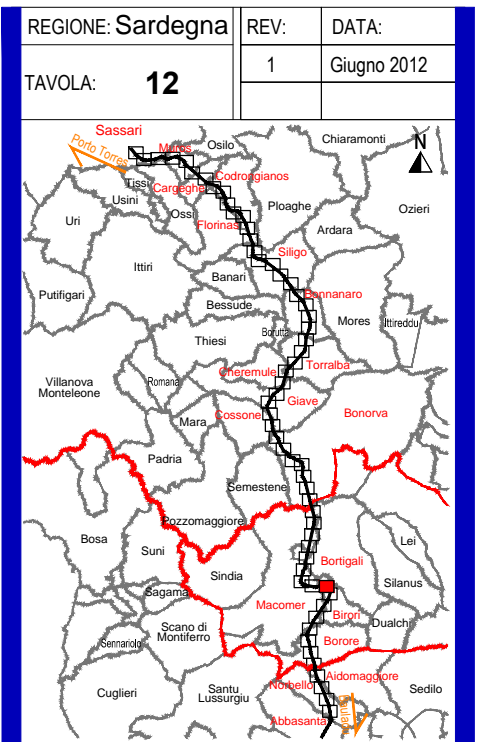 REGIONE: Sardegna REV: DATA:
TAVOLA: 12 1 Giugno 2012
Sassari
Porto Torres
Muros
Osilo
Chiaramonti
N
Tissi
Cargeghe
Codrongianos
Usini
Ossi
Ploaghe
Ozieri
Uri
Florinas
Ardara
Ittiri
Siligo
Banari
Putifigari
Bessude
Bonnanaro
Mores
Ittireddu
Thiesi
Borutta
Villanova
Monteleone
Romana
Cheremule
Torralba
Giave
Cossone
Bonorva
Mara
Padria
Semestene
Pozzomaggiore
Bosa
Suni
Lei
Bortigali
Sindia
Silanus
Sagama
Macomer
Birori
Dualchi
Scano di
Montiferro
Sennariolo
Borore
Aidomaggiore
Norbello
Sedilo
Cuglieri
Santu
Lussurgiu
Abbasanta